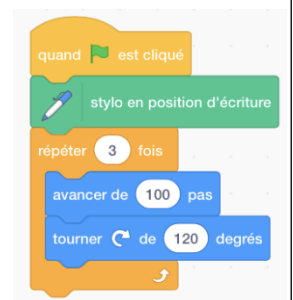 quand est cliqué
stylo en position d'écriture
répéter 3 fois
avancer de 100 pas
tourner de 120 degrés